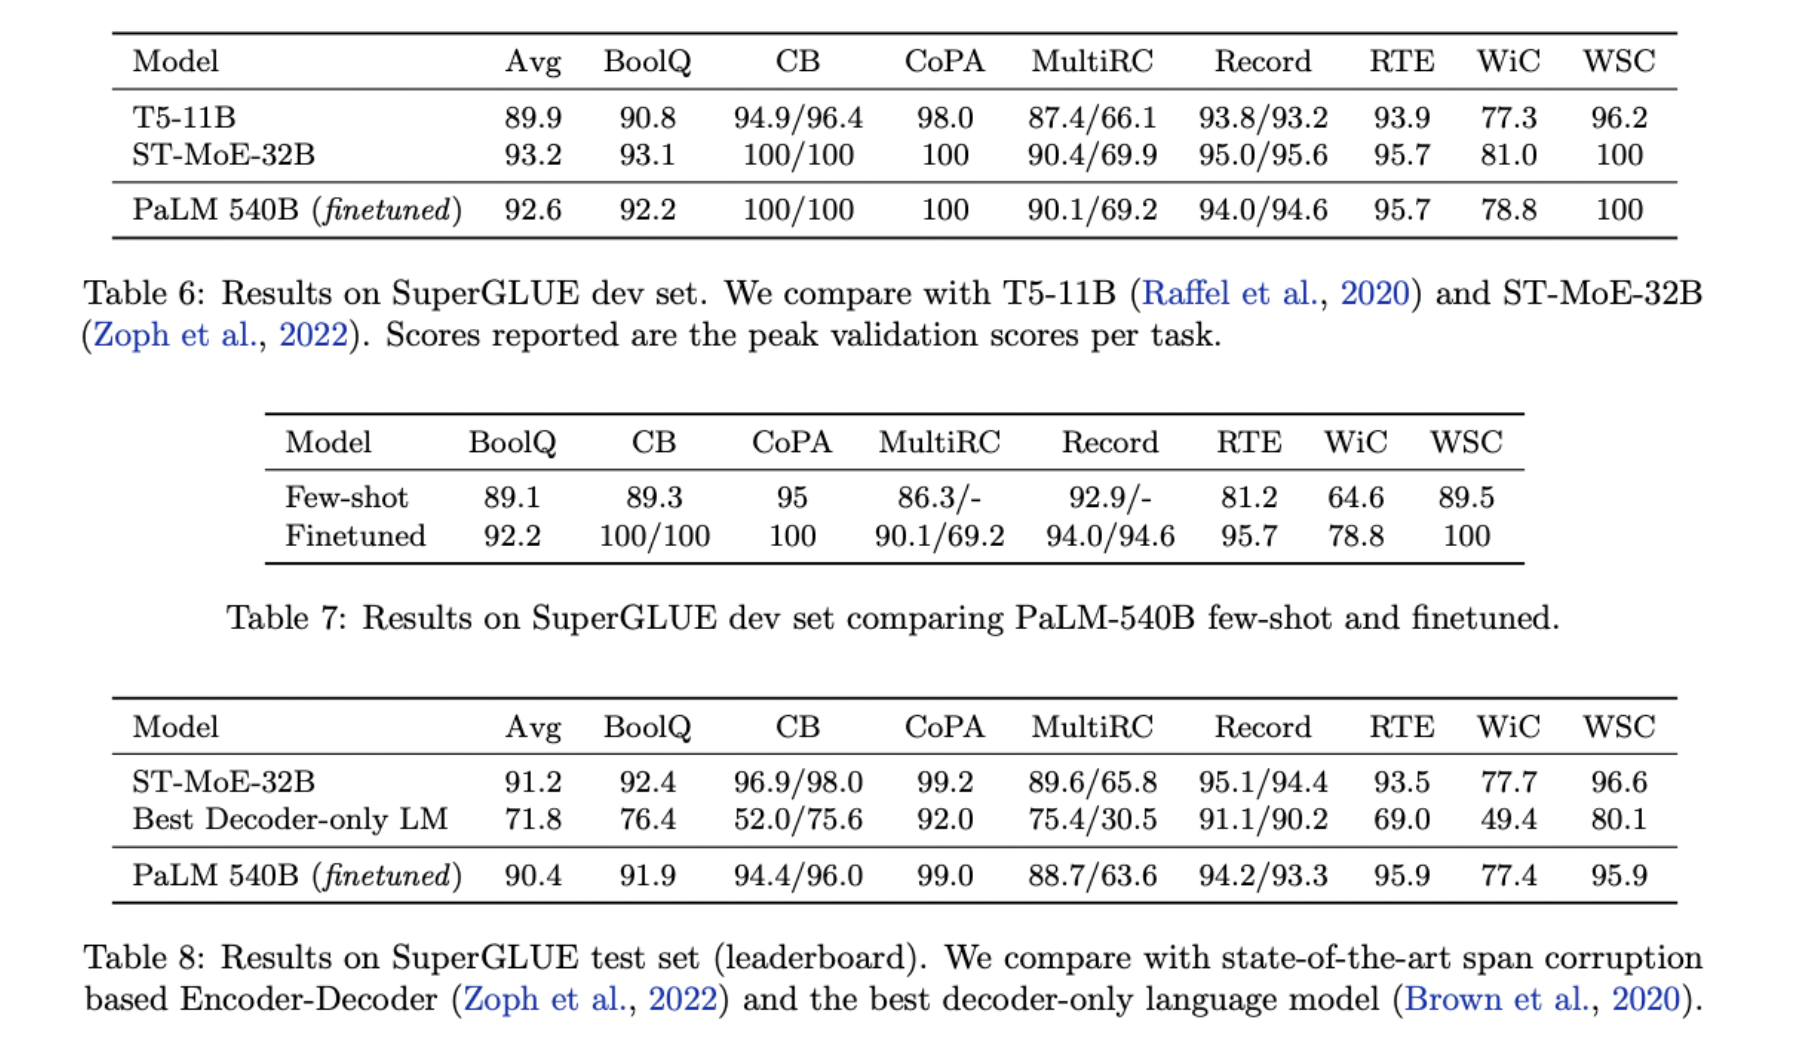 Model Avg BoolQ CB CoPA MultiRC Record RTE WiC WSC
T5-11B 89.9 90.8 94.9/96.4 98.0 87.4/66.1 93.8/93.2 93.9 77.3 96.2
ST-MoE-32B 93.2 93.1 100/100 100 90.4/69.9 95.0/95.6 95.7 81.0 100
PaLM 540B (finetuned) 92.6 92.2 100/100 100 90.1/69.2 94.0/94.6 95.7 78.8 100
Table 6: Results on SuperGLUE dev set. We compare with T5-11B (Raffel et al., 2020) and ST-MoE-32B
(Zoph et al., 2022). Scores reported are the peak validation scores per task.
Model BoolQ CB CoPA MultiRC Record RTE WiC WSC
Few-shot 89.1 89.3 95 86.3/- 92.9/- 81.2 64.6 89.5
Finetuned 92.2 100/100 100 90.1/69.2 94.0/94.6 95.7 78.8 100
Table 7: Results on SuperGLUE dev set comparing PaLM-540B few-shot and finetuned.
Model Avg BoolQ CB CoPA MultiRC Record RTE WiC WSC
ST-MoE-32B 91.2 92.4 96.9/98.0 99.2 89.6/65.8 95.1/94.4 93.5 77.7 96.6
Best Decoder-only LM 71.8 76.4 52.0/75.6 92.0 75.4/30.5 91.1/90.2 69.0 49.4 80.1
PaLM 540B (finetuned) 90.4 91.9 94.4/96.0 99.0 88.7/63.6 94.2/93.3 95.9 77.4 95.9
Table 8: Results on SuperGLUE test set (leaderboard). We compare with state-of-the-art span corruption
based Encoder-Decoder (Zoph et al., 2022) and the best decoder-only language model (Brown et al., 2020).